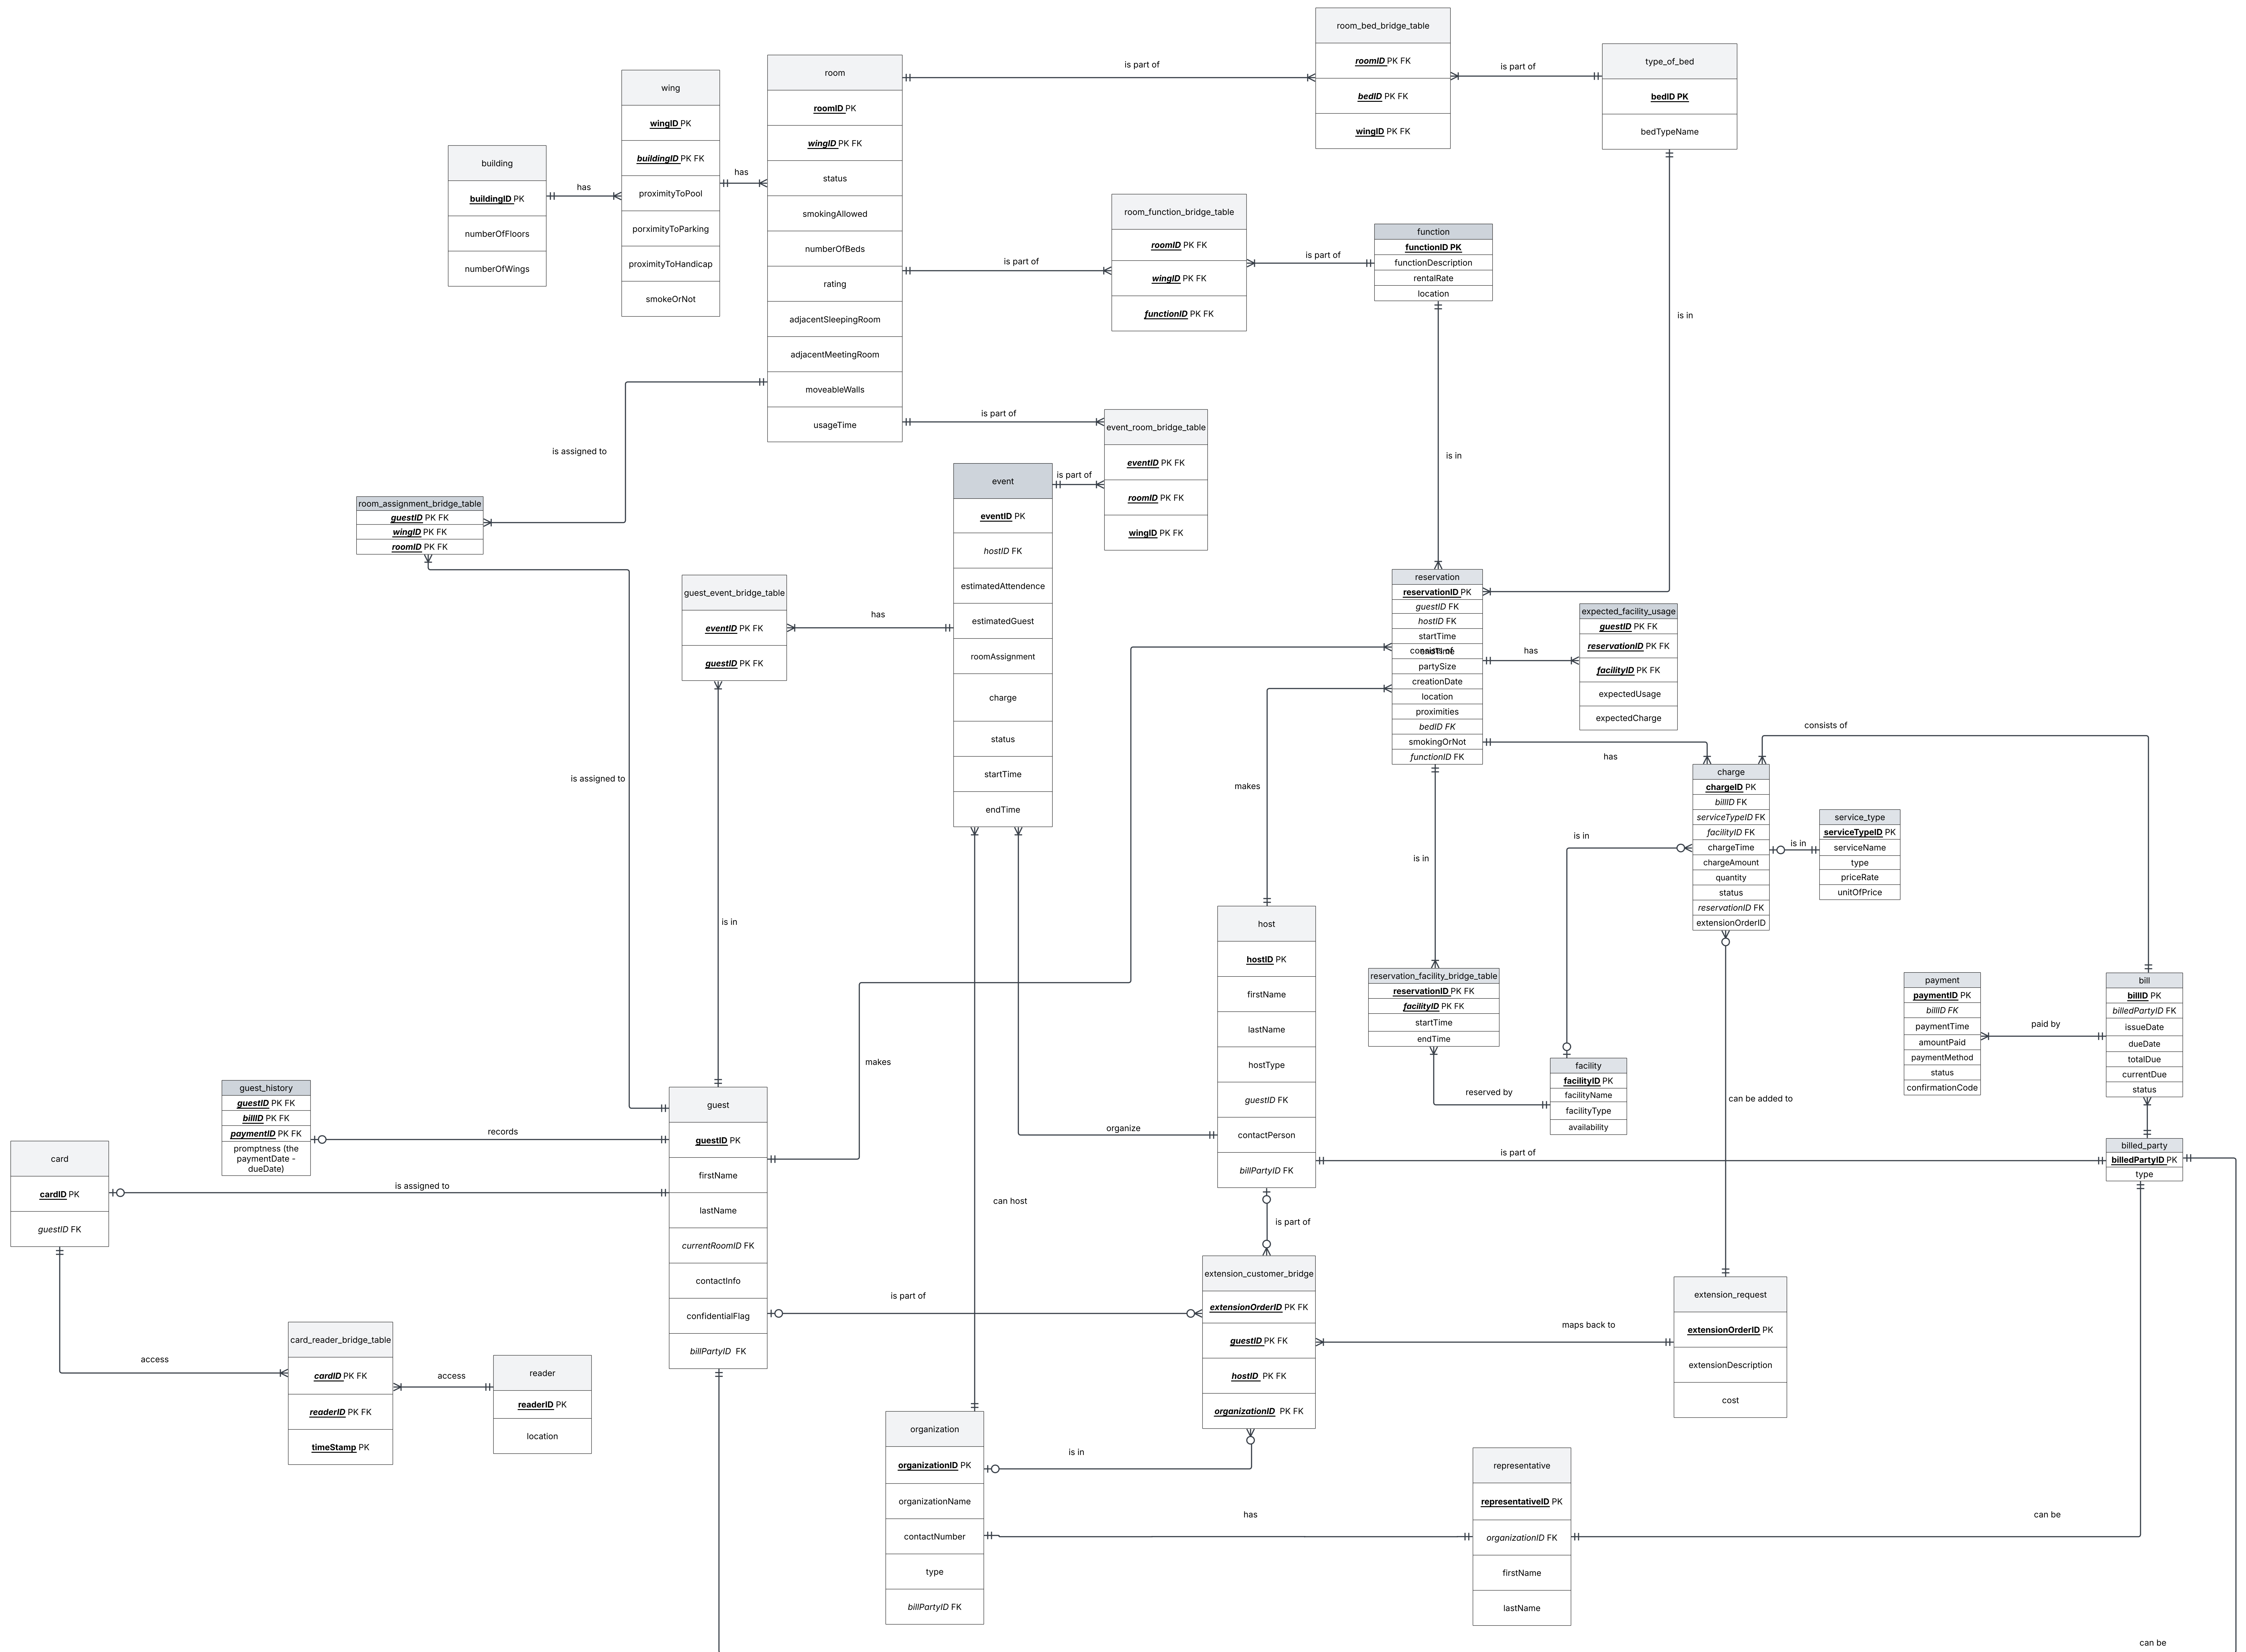 room_bed_bridge_table
roomID PK FK
bedID PK FK
wingID PK FK
is part of
is part of
type_of_bed
bedID PK
bedTypeName
room
roomID PK
wingID PK FK
status
smokingAllowed
numberOfBeds
rating
adjacentSleepingRoom
adjacentMeetingRoom
moveableWalls
usageTime
wing
wingID PK
buildingID PK FK
proximityToPool
porximityToParking
proximityToHandicap
smokeOrNot
has
building
buildingID PK
numberOfFloors
numberOfWings
has
room_function_bridge_table
roomID PK FK
wingID PK FK
functionID PK FK
is part of
is part of
function
functionID PK
functionDescription
rentalRate
location
is in
is in
is part of
event_room_bridge_table
eventID PK FK
roomID PK FK
wingID PK FK
is part of
is assigned to
room_assignment_bridge_table
guestID PK FK
wingID PK FK
roomID PK FK
event
eventID PK
hostID FK
estimatedAttendence
estimatedGuest
roomAssignment
charge
status
startTime
endTime
guest_event_bridge_table
eventID PK FK
guestID PK FK
has
reservation
reservationID PK
guestID FK
hostID FK
startTime
endTime
consists of
partySize
creationDate
location
proximities
bedID FK
smokingOrNot
functionID FK
has
expected_facility_usage
guestID PK FK
reservationID PK FK
facilityID PK FK
expectedUsage
expectedCharge
has
consists of
charge
chargeID PK
billID FK
serviceTypeID FK
facilityID FK
chargeTime
chargeAmount
quantity
status
reservationID FK
extensionOrderID
is in
is in
service_type
serviceTypeID PK
serviceName
type
priceRate
unitOfPrice
is assigned to
is in
makes
is in
makes
host
hostID PK
firstName
lastName
hostType
guestID FK
contactPerson
billPartyID FK
reservation_facility_bridge_table
reservationID PK FK
facilityID PK FK
startTime
endTime
reserved by
facility
facilityID PK
facilityName
facilityType
availability
can be added to
payment
paymentID PK
billID FK
paymentTime
amountPaid
paymentMethod
status
confirmationCode
paid by
bill
billID PK
billedPartyID FK
issueDate
dueDate
totalDue
currentDue
status
billed_party
billedPartyID PK
type
is part of
organize
can host
guest_history
guestID PK FK
billID PK FK
paymentID PK FK
promptness (the
paymentDate -
dueDate)
records
guest
guestID PK
firstName
lastName
currentRoomID FK
contactInfo
confidentialFlag
billPartyID FK
card
cardID PK
guestID FK
is assigned to
is part of
is part of
extension_customer_bridge
extensionOrderID PK FK
guestID PK FK
hostID PK FK
organizationID PK FK
maps back to
extension_request
extensionOrderID PK
extensionDescription
cost
access
card_reader_bridge_table
cardID PK FK
readerID PK FK
timeStamp PK
access
reader
readerID PK
location
organization
organizationID PK
organizationName
contactNumber
type
billPartyID FK
is in
has
representative
representativeID PK
organizationID FK
firstName
lastName
can be
can be